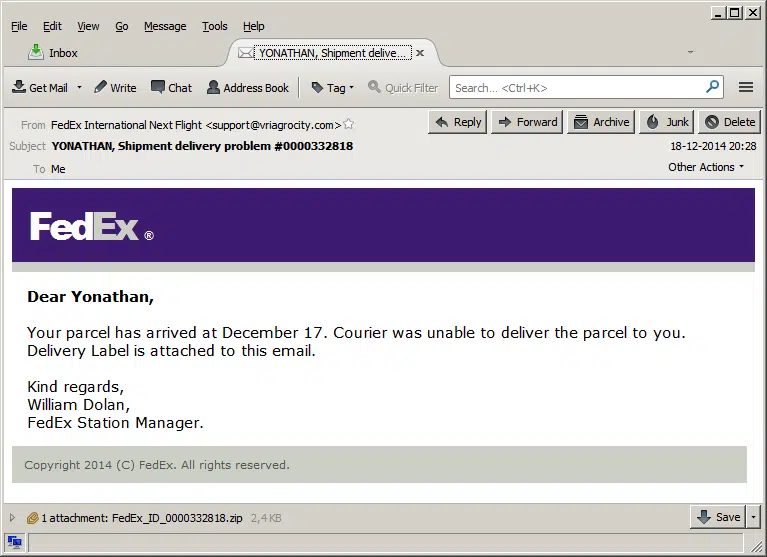 File Edit View Go Message Tools Help
Inbox YONATHAN, Shipment delive...
Get Mail Write Chat Address Book Tag Quick Filter Search... <Ctrl+K>
From FedEx International Next Flight <support@vriagrocity.com> Reply Forward Archive Junk Delete
Subject YONATHAN, Shipment delivery problem #0000332818 18-12-2014 20:28
To Me Other Actions
FedEx ®
Dear Yonathan,
Your parcel has arrived at December 17. Courier was unable to deliver the parcel to you.
Delivery Label is attached to this email.
Kind regards,
William Dolan,
FedEx Station Manager.
Copyright 2014 (C) FedEx. All rights reserved.
1 attachment: FedEx_ID_0000332818.zip 2,4 KB Save